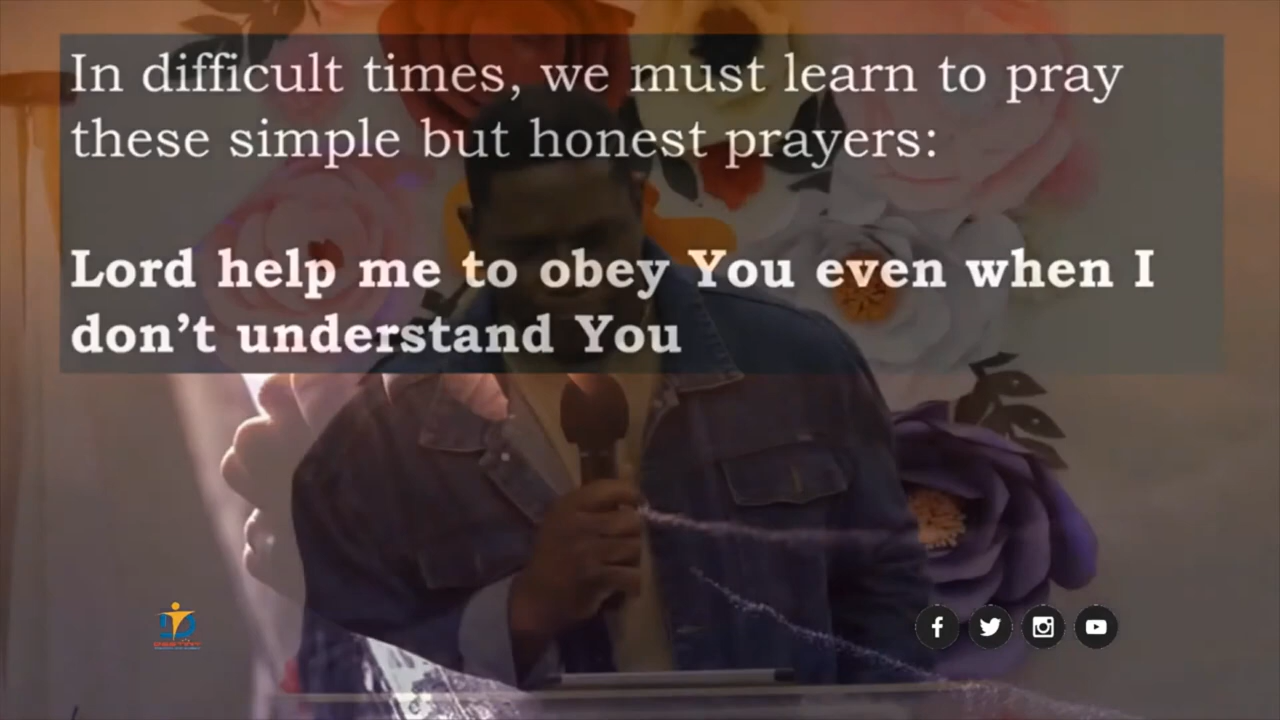 In difficult times, we must learn to pray
these simple but honest prayers:
Lord help me to obey You even when I
don’t understand You